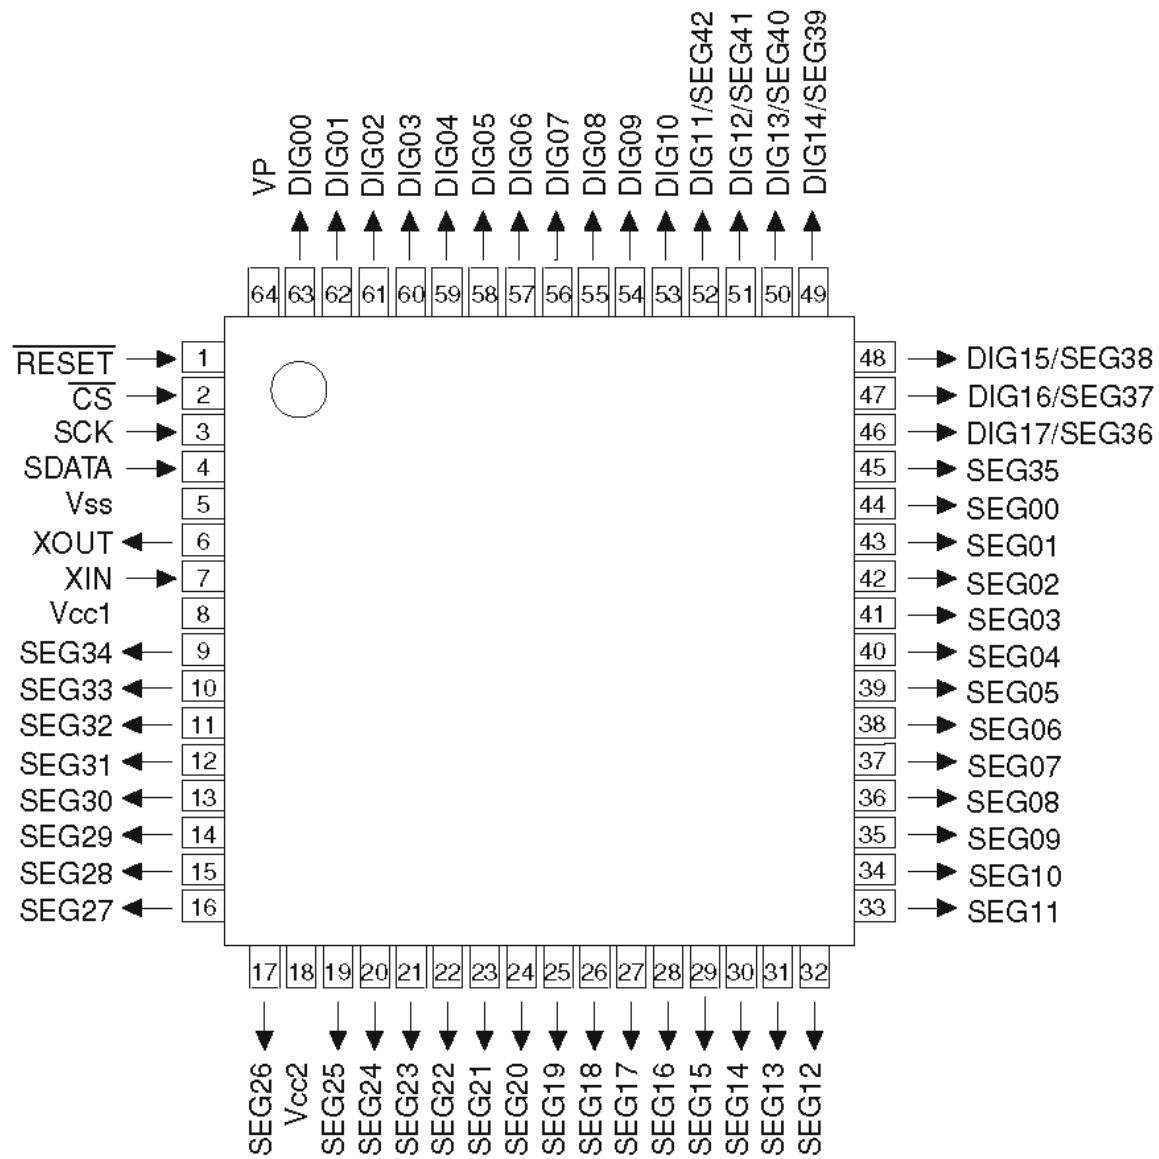 VP
DIG00
DIG01
DIG02
DIG03
DIG04
DIG05
DIG06
DIG07
DIG08
DIG09
DIG10
DIG11/SEG42
DIG12/SEG41
DIG13/SEG40
DIG14/SEG39
64 63 62 61 60 59 58 57 56 55 54 53 52 51 50 49
RESET 1
CS 2
SCK 3
SDATA 4
Vss 5
XOUT 6
XIN 7
Vcc1 8
SEG34 9
SEG33 10
SEG32 11
SEG31 12
SEG30 13
SEG29 14
SEG28 15
SEG27 16
48 DIG15/SEG38
47 DIG16/SEG37
46 DIG17/SEG36
45 SEG35
44 SEG00
43 SEG01
42 SEG02
41 SEG03
40 SEG04
39 SEG05
38 SEG06
37 SEG07
36 SEG08
35 SEG09
34 SEG10
33 SEG11
17 18 19 20 21 22 23 24 25 26 27 28 29 30 31 32
SEG26
Vcc2
SEG25
SEG24
SEG23
SEG22
SEG21
SEG20
SEG19
SEG18
SEG17
SEG16
SEG15
SEG14
SEG13
SEG12